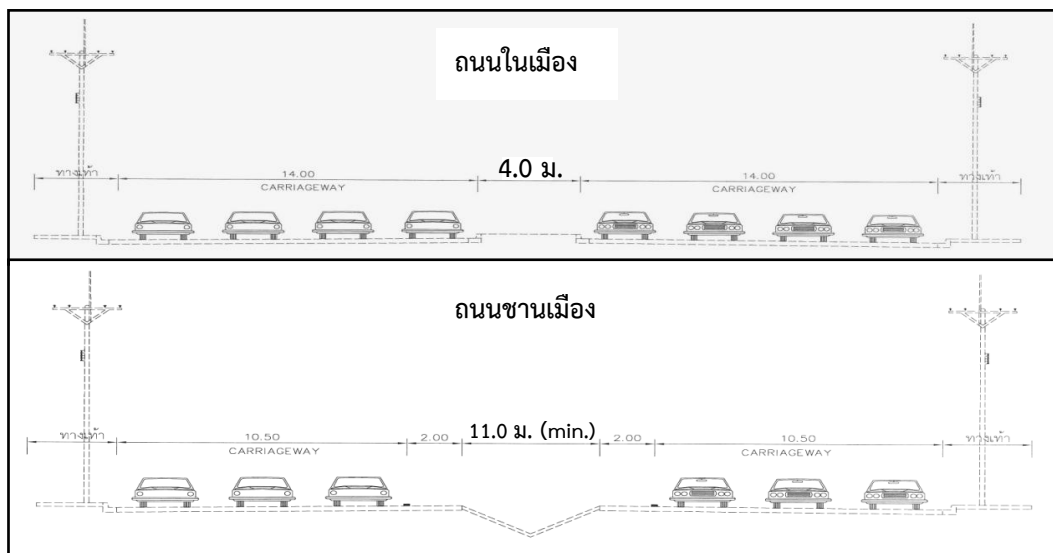 ถนนในเมือง
ทางเท้า 14.00 4.0 ม. 14.00 ทางเท้า
CARRIAGEWAY CARRIAGEWAY
ถนนชานเมือง
ทางเท้า 10.50 2.00 11.0 ม. (min.) 2.00 10.50 ทางเท้า
CARRIAGEWAY CARRIAGEWAY